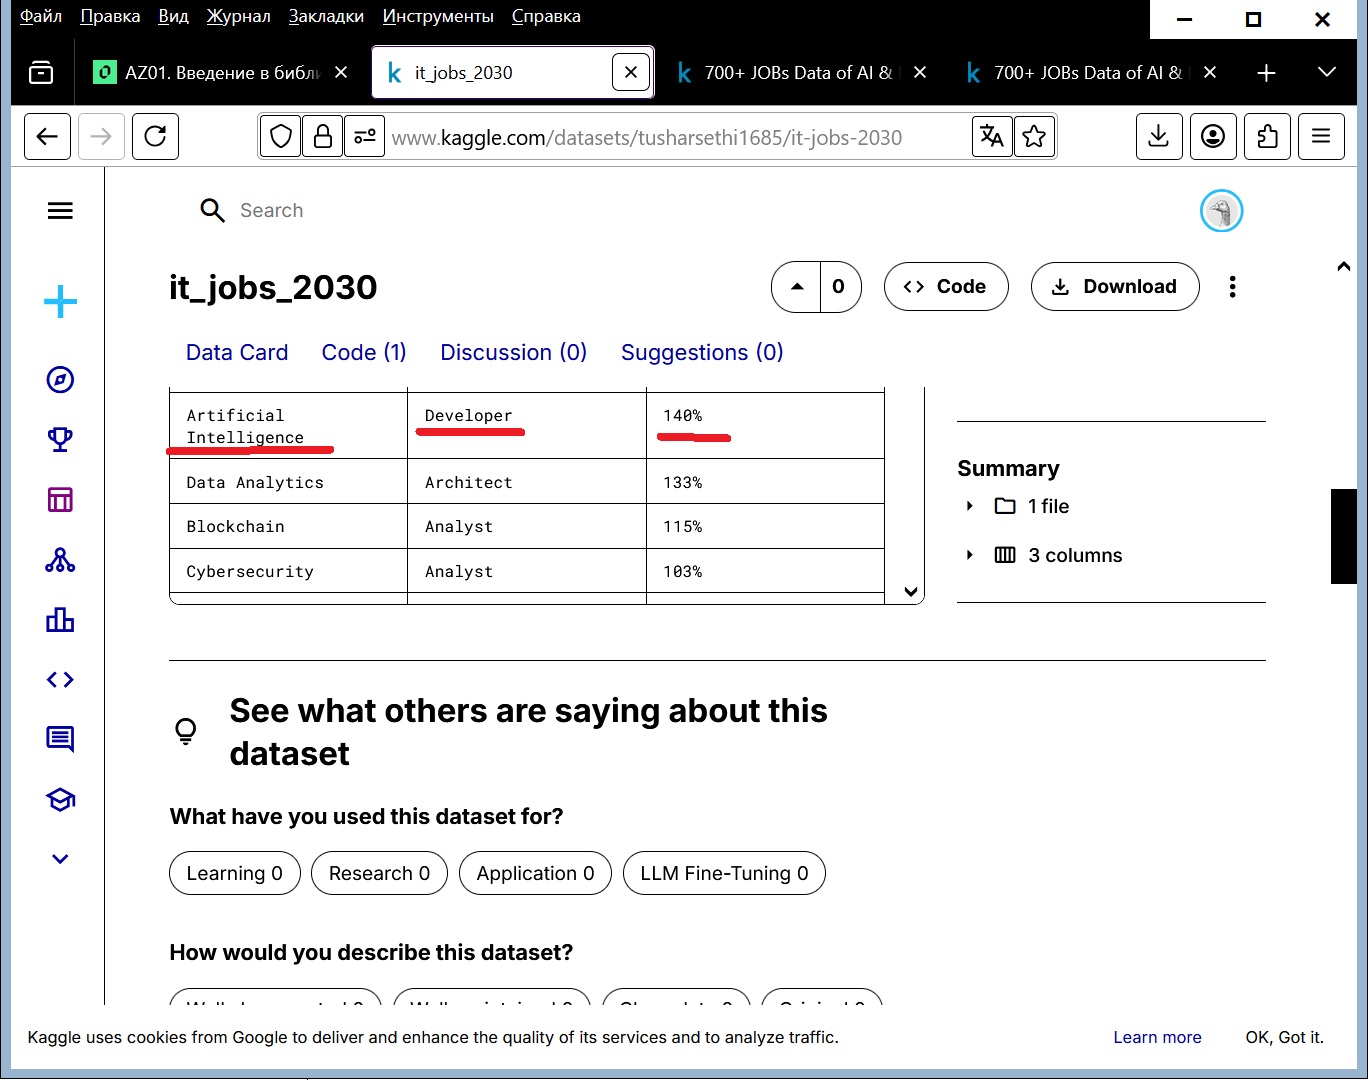 Файл Правка Вид Журнал Закладки Инструменты Справка
AZ01. Введение в библи
it_jobs_2030
700+ JOBs Data of AI &
700+ JOBs Data of AI &
www.kaggle.com/datasets/tusharsethi1685/it-jobs-2030
Search
it_jobs_2030
0
Code
Download
Data Card Code (1) Discussion (0) Suggestions (0)
Artificial Intelligence Developer 140%
Data Analytics Architect 133%
Blockchain Analyst 115%
Cybersecurity Analyst 103%
Summary
1 file
3 columns
See what others are saying about this
dataset
What have you used this dataset for?
Learning 0 Research 0 Application 0 LLM Fine-Tuning 0
How would you describe this dataset?
Kaggle uses cookies from Google to deliver and enhance the quality of its services and to analyze traffic.
Learn more OK, Got it.